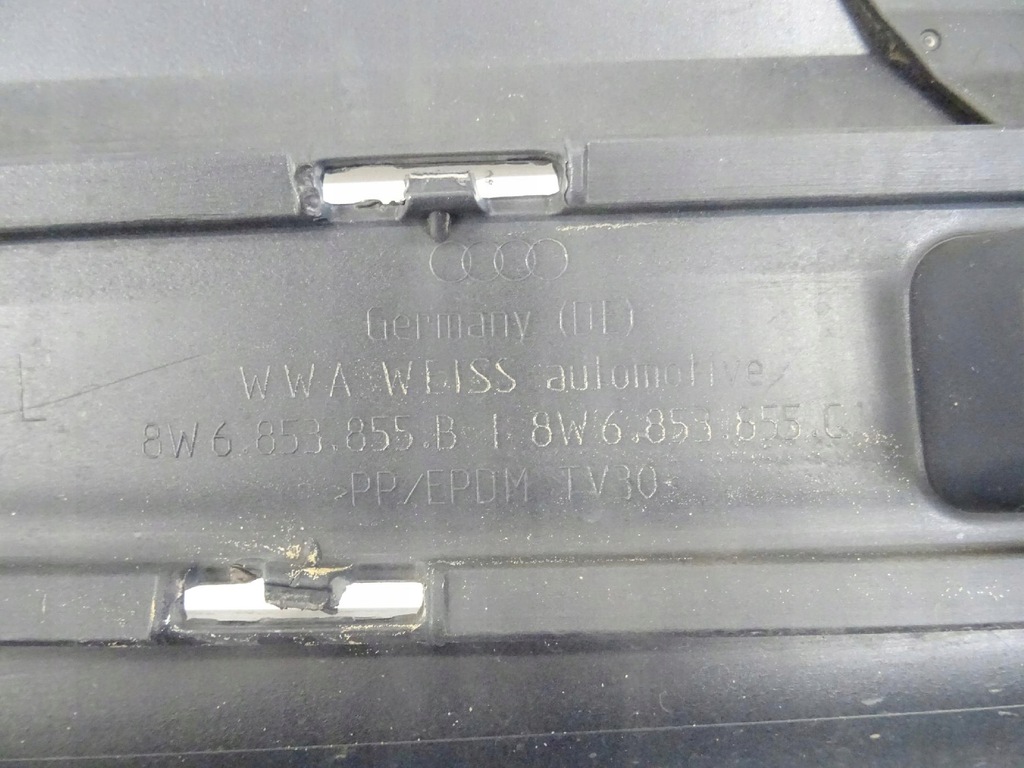 Germany (DE)
WWA WEISS automotive
L
8W6.853.855.B | 8W6.853.855.C
>PP/EPDM TV30<